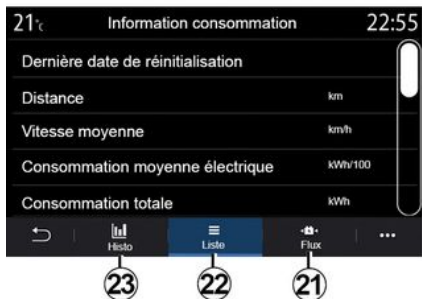 21°C Information consommation 22:55
Dernière date de réinitialisation
Distance km
Vitesse moyenne km/h
Consommation moyenne électrique kWh/100
Consommation totale kWh
Histo Liste Flux
23 22 21